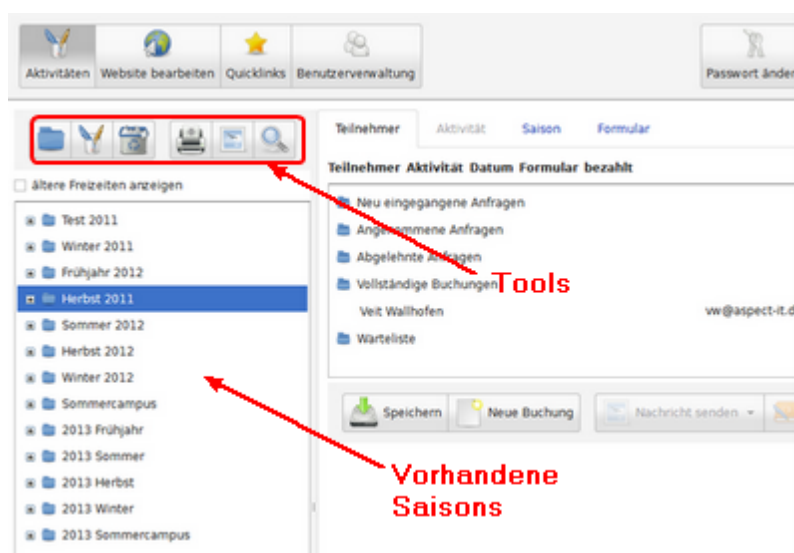 Aktivitäten Website bearbeiten Quicklinks Benutzerverwaltung Passwort änder
Teilnehmer Aktivität Saison Formular
Teilnehmer Aktivität Datum Formular bezahlt
ältere Freizeiten anzeigen
Test 2011
Winter 2011
Frühjahr 2012
Herbst 2011
Sommer 2012
Herbst 2012
Winter 2012
Sommercampus
2013 Frühjahr
2013 Sommer
2013 Herbst
2013 Winter
2013 Sommercampus
Neu eingegangene Anfragen
Angenommene Anfragen
Abgelehnte Anfragen
Vollständige Buchungen
Veit Wallhofen vw@aspect-it.d
Warteliste
Tools
Speichern Neue Buchung Nachricht senden
Vorhandene
Saisons